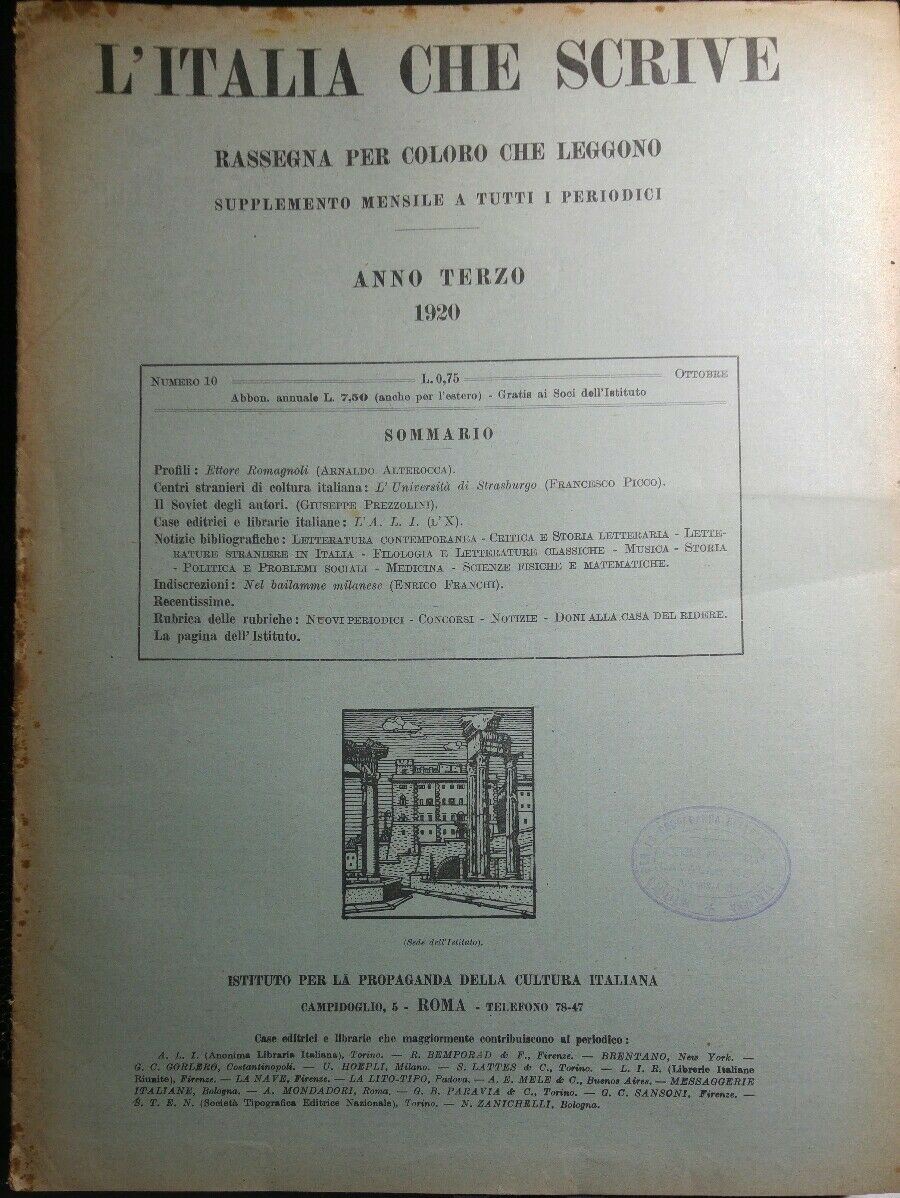 L'ITALIA CHE SCRIVE
RASSEGNA PER COLORO CHE LEGGONO
SUPPLEMENTO MENSILE A TUTTI I PERIODICI
ANNO TERZO
1920
NUMERO 10 L. 0,75 OTTOBRE
Abbon. annuale L. 7,50 (anche per l'estero) - Gratis ai Soci dell'Istituto
SOMMARIO
Profili: Ettore Romagnoli (ARNALDO ALTEROCCA).
Centri stranieri di coltura italiana: L'Università di Strasburgo (FRANCESCO PICCO).
Il Soviet degli autori. (GIUSEPPE PREZZOLINI).
Case editrici e librarie italiane: L'A. L. I. (L'X).
Notizie bibliografiche: LETTERATURA CONTEMPORANEA - CRITICA E STORIA LETTERARIA - LETTE-
RATURE STRANIERE IN ITALIA - FILOLOGIA E LETTERATURE CLASSICHE - MUSICA - STORIA
- POLITICA E PROBLEMI SOCIALI - MEDICINA - SCIENZE FISICHE E MATEMATICHE.
Indiscrezioni: Nel bailamme milanese (ENRICO FRANCHI).
Recentissime.
Rubrica delle rubriche: NUOVI PERIODICI - CONCORSI - NOTIZIE - DONI ALLA CASA DEL RIDERE.
La pagina dell'Istituto.
(Sede dell'Istituto).
ISTITUTO PER LA PROPAGANDA DELLA CULTURA ITALIANA
CAMPIDOGLIO, 5 - ROMA - TELEFONO 78-47
Case editrici e librarie che maggiormente contribuiscono al periodico:
A. L. I. (Anonima Libraria Italiana), Torino. — R. BEMPORAD & F., Firenze. — BRENTANO, New York. —
G. C. GORLERO, Costantinopoli. — U. HOEPLI, Milano. — S. LATTES & C., Torino. — L. I. R. (Librerie Italiane
Riunite), Firenze. — LA NAVE, Firenze. — LA LITO-TIPO, Padova. — A. E. MELE & C., Buenos Aires. — MESSAGGERIE
ITALIANE, Bologna. — A. MONDADORI, Roma. — G. B. PARAVIA & C., Torino. — G. C. SANSONI, Firenze. —
S. T. E. N. (Società Tipografica Editrice Nazionale), Torino. — N. ZANICHELLI, Bologna.